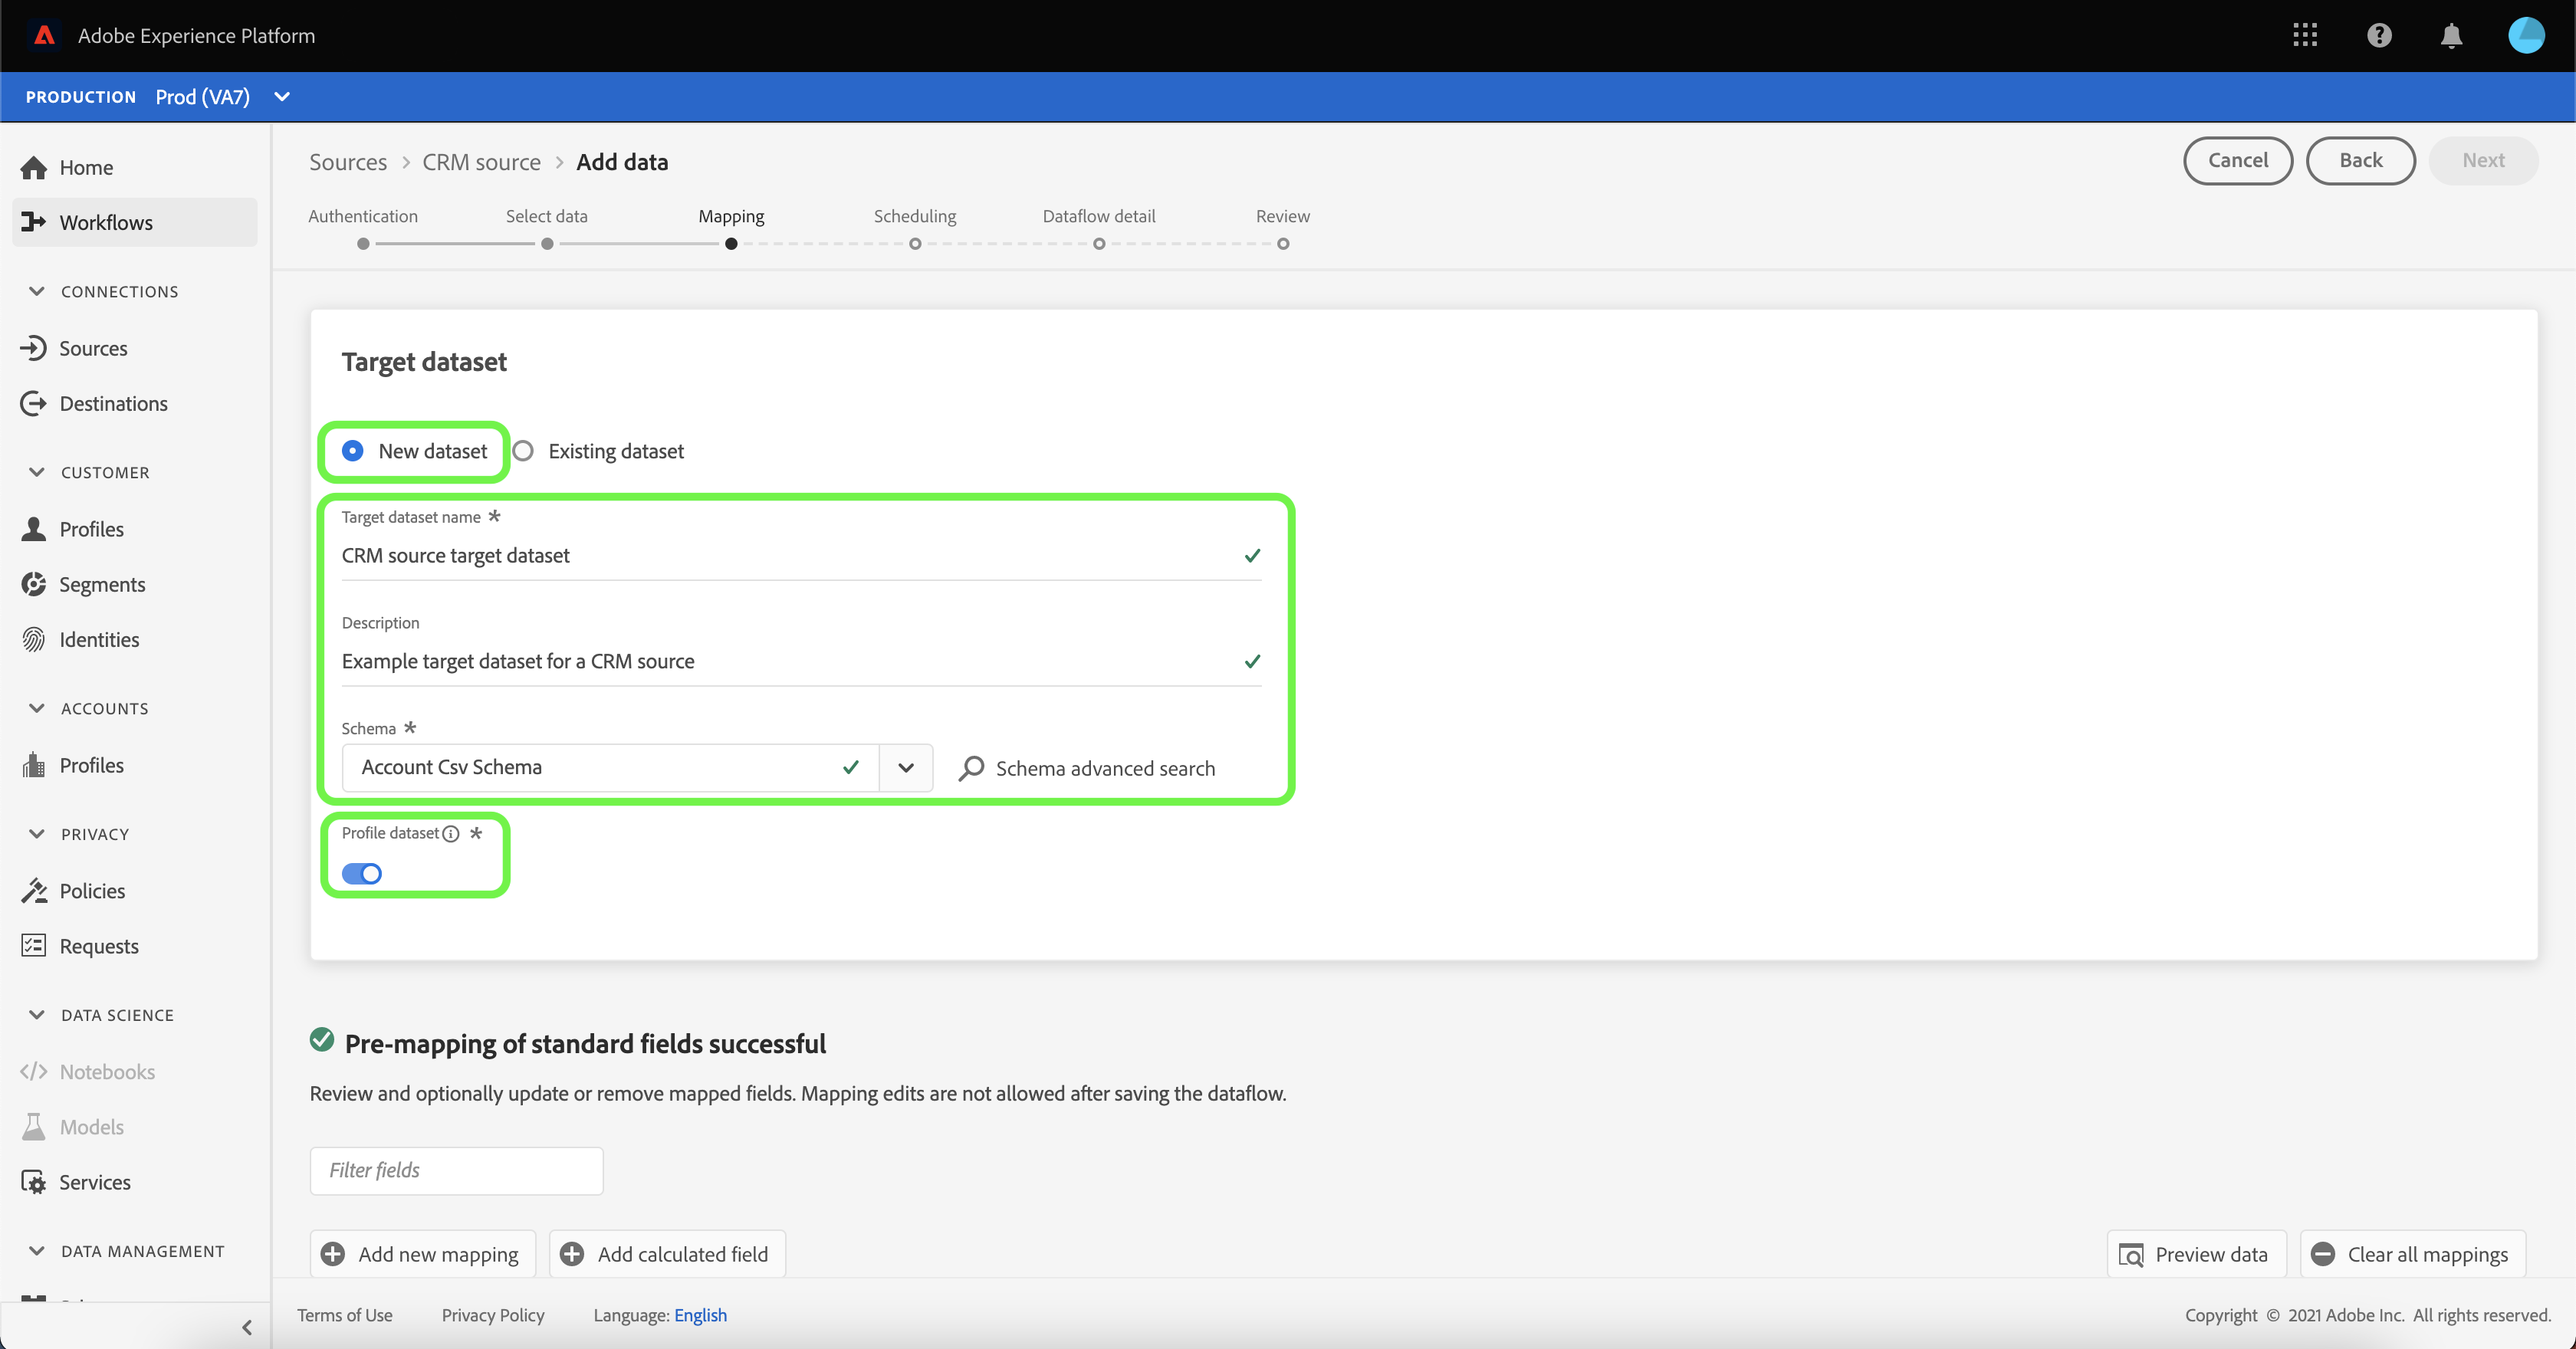 Adobe Experience Platform
PRODUCTION Prod (VA7)
Home
Workflows
CONNECTIONS
Sources
Destinations
CUSTOMER
Profiles
Segments
Identities
ACCOUNTS
Profiles
PRIVACY
Policies
Requests
DATA SCIENCE
Notebooks
Models
Services
DATA MANAGEMENT
Sources > CRM source > Add data
Cancel
Back
Next
Authentication
Select data
Mapping
Scheduling
Dataflow detail
Review
Target dataset
New dataset
Existing dataset
Target dataset name *
CRM source target dataset
Description
Example target dataset for a CRM source
Schema *
Account Csv Schema
Schema advanced search
Profile dataset *
Pre-mapping of standard fields successful
Review and optionally update or remove mapped fields. Mapping edits are not allowed after saving the dataflow.
Filter fields
Add new mapping
Add calculated field
Preview data
Clear all mappings
Terms of Use
Privacy Policy
Language: English
Copyright © 2021 Adobe Inc. All rights reserved.